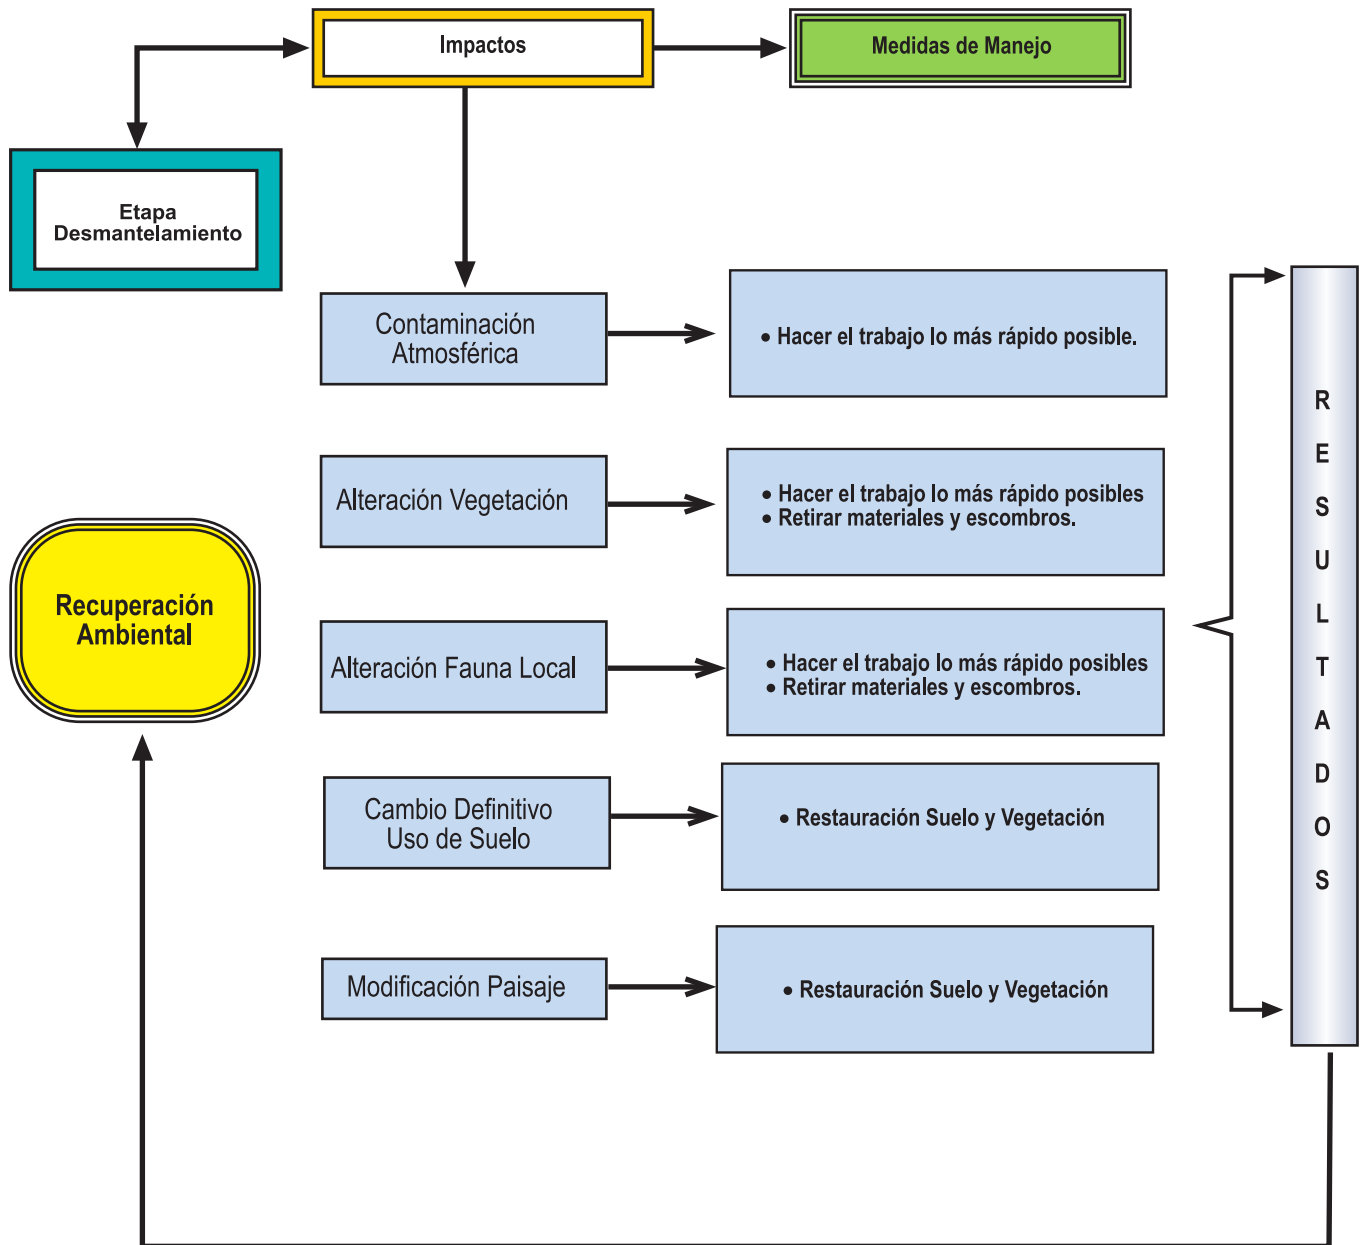 Impactos
Medidas de Manejo
Etapa
Desmantelamiento
Contaminación
Atmosférica
• Hacer el trabajo lo más rápido posible.
Alteración Vegetación
• Hacer el trabajo lo más rápido posibles
• Retirar materiales y escombros.
Recuperación
Ambiental
Alteración Fauna Local
• Hacer el trabajo lo más rápido posibles
• Retirar materiales y escombros.
Cambio Definitivo
Uso de Suelo
• Restauración Suelo y Vegetación
Modificación Paisaje
• Restauración Suelo y Vegetación
R
E
S
U
L
T
A
D
O
S